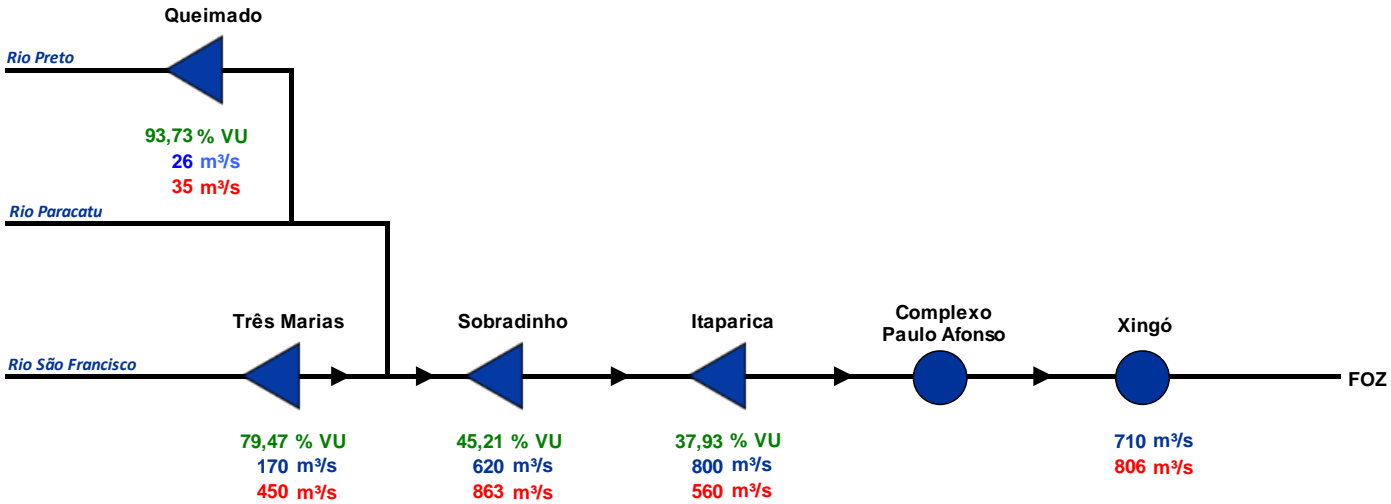 Queimado
Rio Preto
93,73 % VU
26 m³/s
35 m³/s
Rio Paracatu
Três Marias
Sobradinho
Itaparica
Complexo
Paulo Afonso
Xingó
Rio São Francisco
FOZ
79,47 % VU
170 m³/s
450 m³/s
45,21 % VU
620 m³/s
863 m³/s
37,93 % VU
800 m³/s
560 m³/s
710 m³/s
806 m³/s